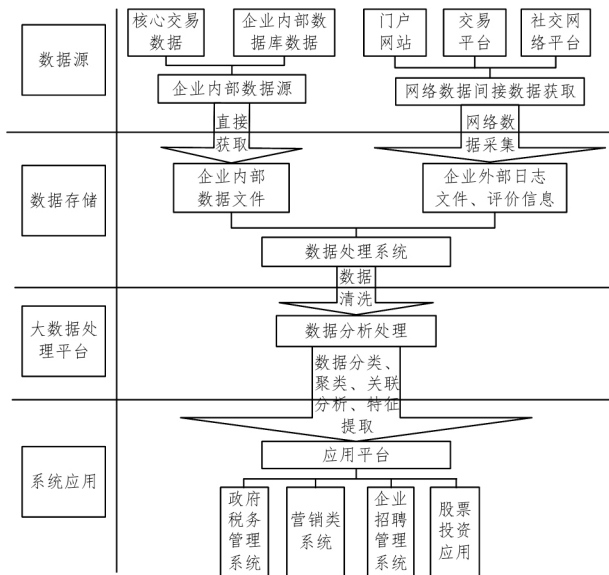 数据源
核心交易
数据
企业内部数
据库数据
门户
网站
交易
平台
社交网
络平台
企业内部数据源
网络数据间接数据获取
直接
获取
网络数
据采集
数据存储
企业内部
数据文件
企业外部日志
文件、评价信息
数据处理系统
数据
清洗
大数据处
理平台
数据分析处理
数据分类、
聚类、关联
分析、特征
提取
系统应用
应用平台
政府
税务
管理
系统
营销类
系统
企业
招聘
管理
系统
股票
投资
应用